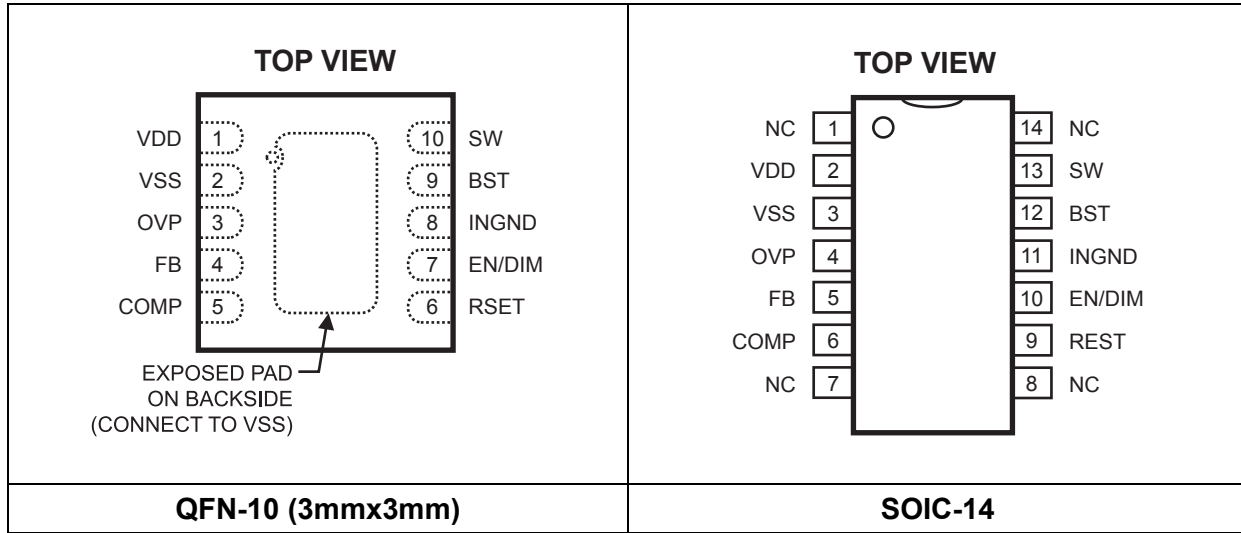 TOP VIEW
VDD 1
VSS 2
OVP 3
FB 4
COMP 5
10 SW
9 BST
8 INGND
7 EN/DIM
6 RSET
EXPOSED PAD
ON BACKSIDE
(CONNECT TO VSS)
QFN-10 (3mmx3mm)
TOP VIEW
NC 1
VDD 2
VSS 3
OVP 4
FB 5
COMP 6
NC 7
14 NC
13 SW
12 BST
11 INGND
10 EN/DIM
9 REST
8 NC
SOIC-14